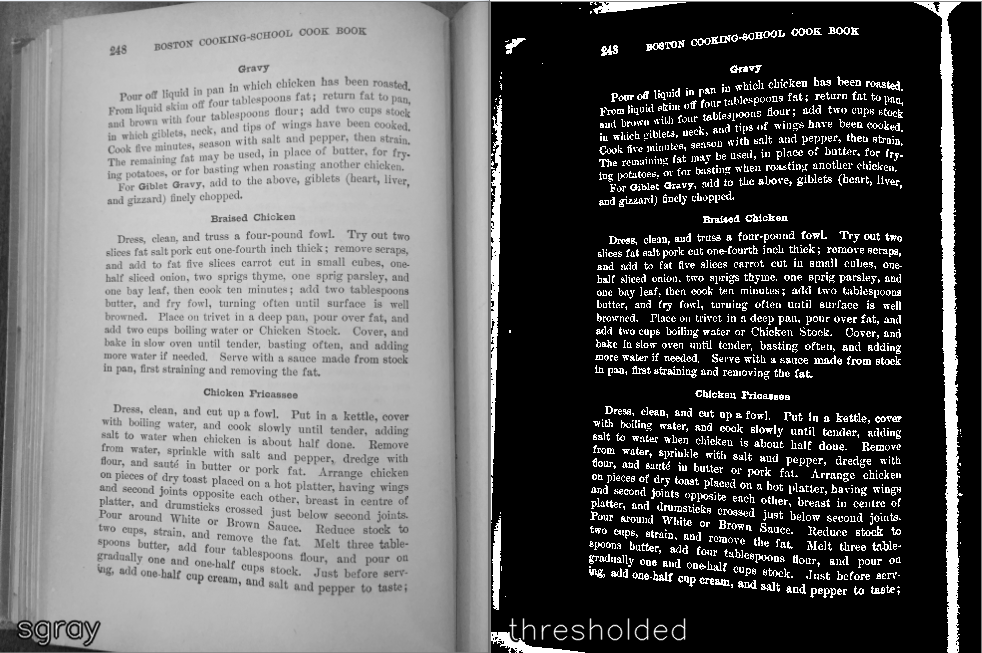 248 BOSTON COOKING-SCHOOL COOK BOOK
Gravy
Pour off liquid in pan in which chicken has been roasted.
From liquid skim off four tablespoons fat; return fat to pan,
and brown with four tablespoons flour; add two cups stock
in which giblets, neck, and tips of wings have been cooked.
Cook five minutes, season with salt and pepper, then strain.
The remaining fat may be used, in place of butter, for fry-
ing potatoes, or for basting when roasting another chicken.
For Giblet Gravy, add to the above, giblets (heart, liver,
and gizzard) finely chopped.
Braised Chicken
Dress, clean, and truss a four-pound fowl. Try out two
slices fat salt pork cut one-fourth inch thick; remove scraps,
and add to fat five slices carrot cut in small cubes, one-
half sliced onion, two sprigs thyme, one sprig parsley, and
one bay leaf, then cook ten minutes; add two tablespoons
butter, and fry fowl, turning often until surface is well
browned. Place on trivet in a deep pan, pour over fat, and
add two cups boiling water or Chicken Stock. Cover, and
bake in slow oven until tender, basting often, and adding
more water if needed. Serve with a sauce made from stock
in pan, first straining and removing the fat.
Chicken Fricassee
Dress, clean, and cut up a fowl. Put in a kettle, cover
with boiling water, and cook slowly until tender, adding
salt to water when chicken is about half done. Remove
from water, sprinkle with salt and pepper, dredge with
flour, and sauté in butter or pork fat. Arrange chicken
on pieces of dry toast placed on a hot platter, having wings
and second joints opposite each other, breast in centre of
platter, and drumsticks crossed just below second joints.
Pour around White or Brown Sauce. Reduce stock to
two cups, strain, and remove the fat. Melt three table-
spoons butter, add four tablespoons flour, and pour on
gradually one and one-half cups stock. Just before serv-
ing, add one-half cup cream, and salt and pepper to taste;
sgray
248 BOSTON COOKING-SCHOOL COOK BOOK
Gravy
Pour off liquid in pan in which chicken has been roasted.
From liquid skim off four tablespoons fat; return fat to pan,
and brown with four tablespoons flour; add two cups stock
in which giblets, neck, and tips of wings have been cooked.
Cook five minutes, season with salt and pepper, then strain.
The remaining fat may be used, in place of butter, for fry-
ing potatoes, or for basting when roasting another chicken.
For Giblet Gravy, add to the above, giblets (heart, liver,
and gizzard) finely chopped.
Braised Chicken
Dress, clean, and truss a four-pound fowl. Try out two
slices fat salt pork cut one-fourth inch thick; remove scraps,
and add to fat five slices carrot cut in small cubes, one-
half sliced onion, two sprigs thyme, one sprig parsley, and
one bay leaf, then cook ten minutes; add two tablespoons
butter, and fry fowl, turning often until surface is well
browned. Place on trivet in a deep pan, pour over fat, and
add two cups boiling water or Chicken Stock. Cover, and
bake in slow oven until tender, basting often, and adding
more water if needed. Serve with a sauce made from stock
in pan, first straining and removing the fat.
Chicken Fricassee
Dress, clean, and cut up a fowl. Put in a kettle, cover
with boiling water, and cook slowly until tender, adding
salt to water when chicken is about half done. Remove
from water, sprinkle with salt and pepper, dredge with
flour, and sauté in butter or pork fat. Arrange chicken
on pieces of dry toast placed on a hot platter, having wings
and second joints opposite each other, breast in centre of
platter, and drumsticks crossed just below second joints.
Pour around White or Brown Sauce. Reduce stock to
two cups, strain, and remove the fat. Melt three table-
spoons butter, add four tablespoons flour, and pour on
gradually one and one-half cups stock. Just before serv-
ing, add one-half cup cream, and salt and pepper to taste;
thresholded